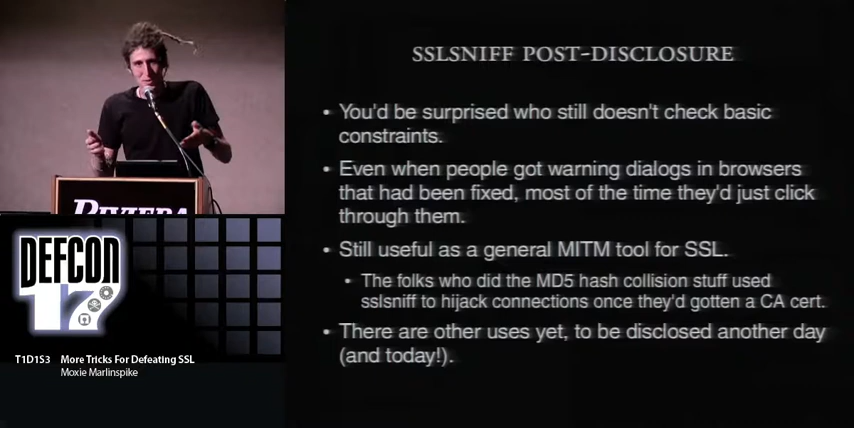 SSLSNIFF POST-DISCLOSURE
• You'd be surprised who still doesn't check basic
constraints.
• Even when people got warning dialogs in browsers
that had been fixed, most of the time they'd just click
through them.
• Still useful as a general MITM tool for SSL.
• The folks who did the MD5 hash collision stuff used
sslsniff to hijack connections once they'd gotten a CA cert.
• There are other uses yet, to be disclosed another day
(and today!).
RIVIERA
DEFCON
17
T1D1S3 More Tricks For Defeating SSL
Moxie Marlinspike